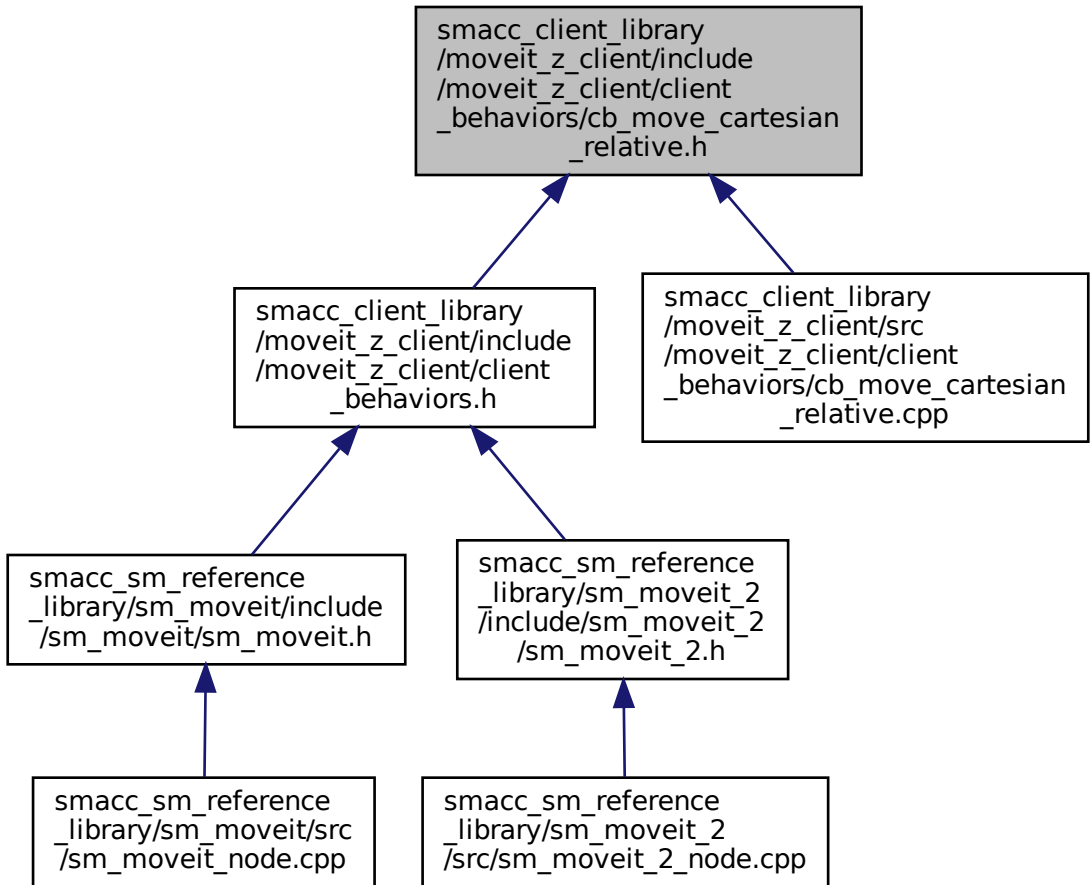 smacc_client_library
/moveit_z_client/include
/moveit_z_client/client
_behaviors/cb_move_cartesian
_relative.h
smacc_client_library
/moveit_z_client/include
/moveit_z_client/client
_behaviors.h
smacc_client_library
/moveit_z_client/src
/moveit_z_client/client
_behaviors/cb_move_cartesian
_relative.cpp
smacc_sm_reference
_library/sm_moveit/include
/sm_moveit/sm_moveit.h
smacc_sm_reference
_library/sm_moveit_2
/include/sm_moveit_2
/sm_moveit_2.h
smacc_sm_reference
_library/sm_moveit/src
/sm_moveit_node.cpp
smacc_sm_reference
_library/sm_moveit_2
/src/sm_moveit_2_node.cpp